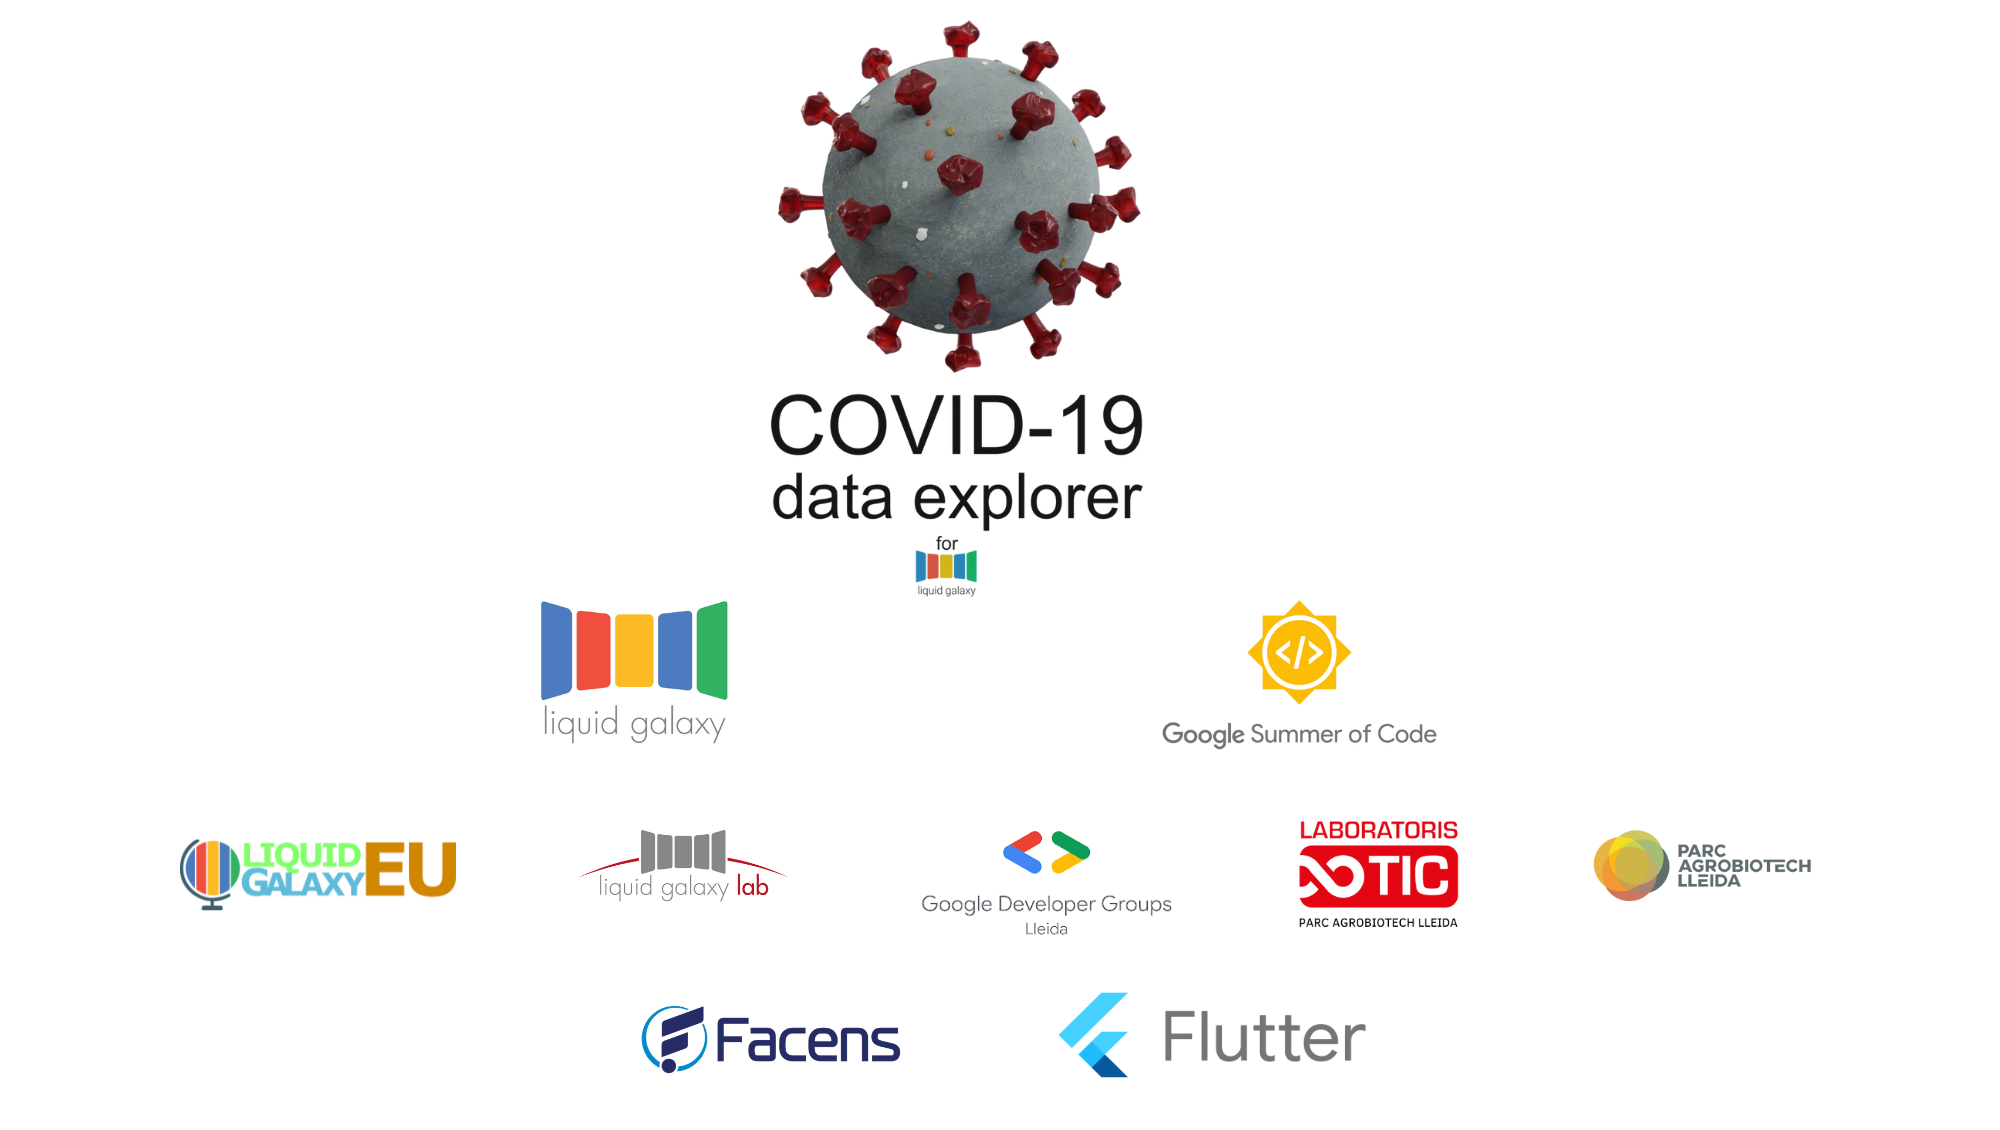 COVID-19
data explorer
for
liquid galaxy
liquid galaxy
</>
Google Summer of Code
LIQUID
GALAXY EU
liquid galaxy lab
Google Developer Groups
Lleida
LABORATORIS
TIC
PARC AGROBIOTECH LLEIDA
PARC
AGROBIOTECH
LLEIDA
Facens
Flutter